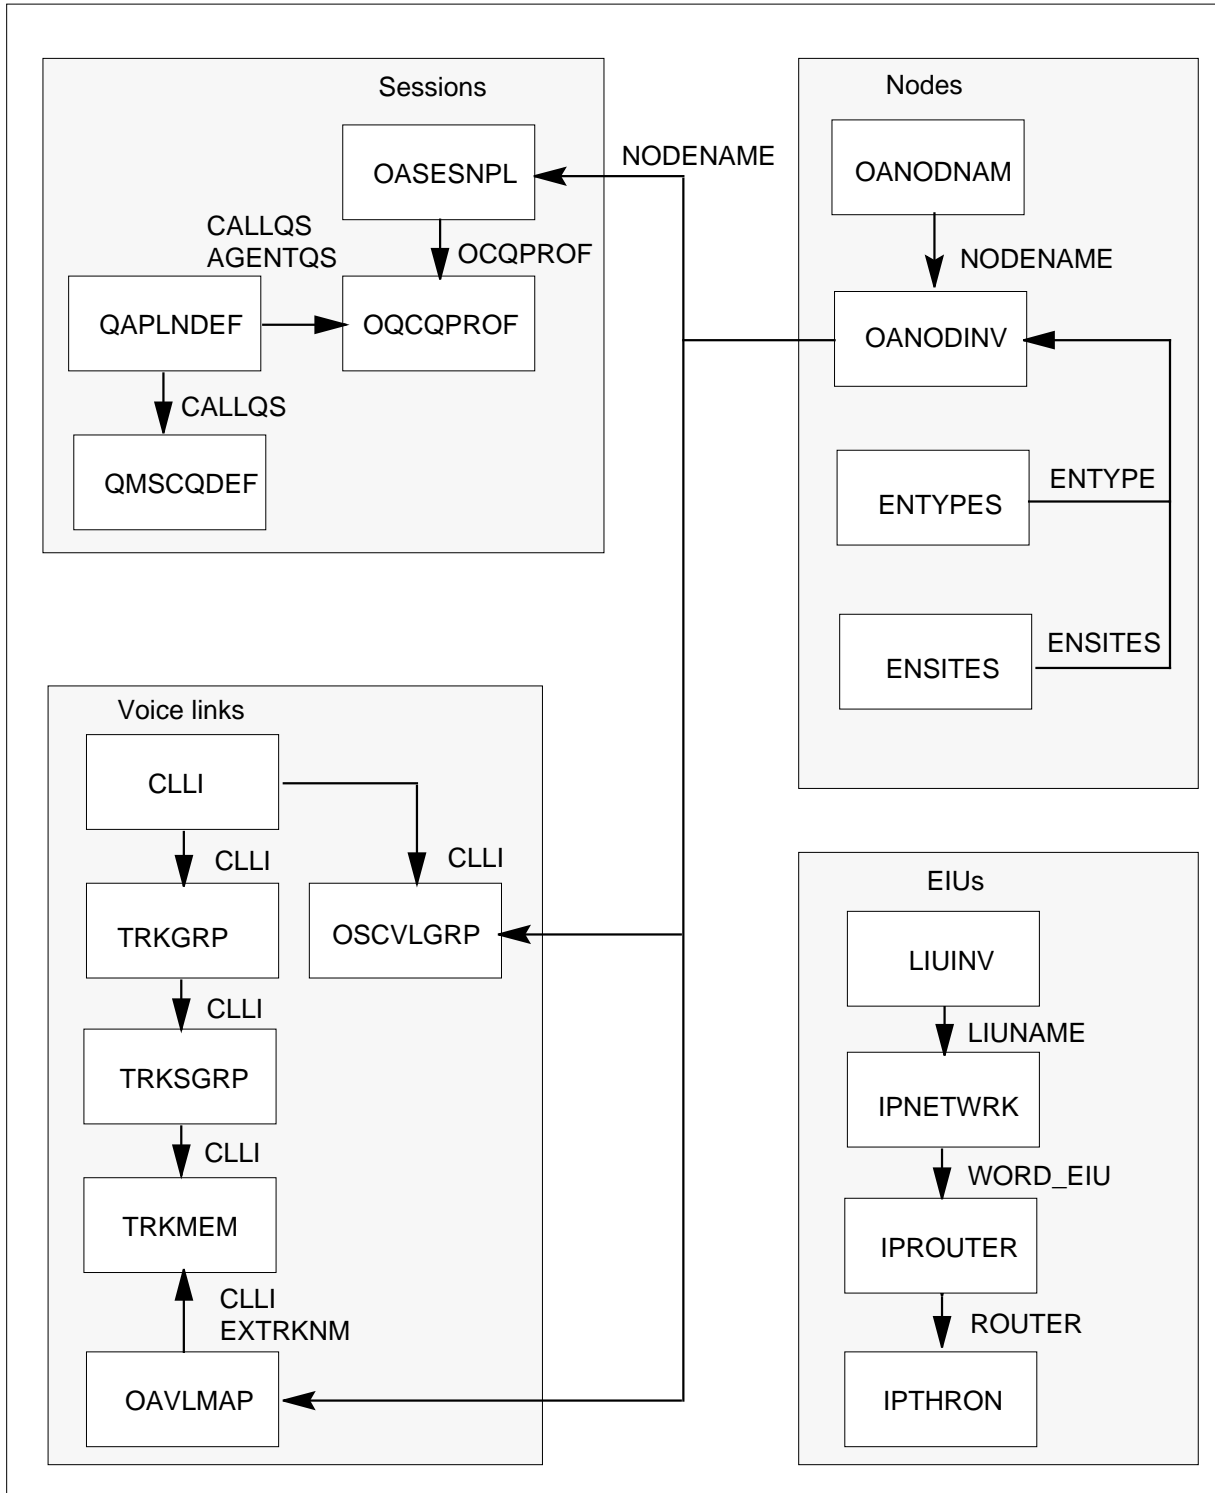 Sessions
OASESNPL
CALLQS
AGENTQS
OCQPROF
QAPLNDEF
OQCQPROF
CALLQS
QMSCQDEF
NODENAME
Nodes
OANODNAM
NODENAME
OANODINV
ENTYPE
ENTYPES
ENSITES
ENSITES
Voice links
CLLI
CLLI
CLLI
TRKGRP
OSCVLGRP
CLLI
TRKSGRP
CLLI
TRKMEM
CLLI
EXTRKNM
OAVLMAP
EIUs
LIUINV
LIUNAME
IPNETWRK
WORD_EIU
IPROUTER
ROUTER
IPTHRON